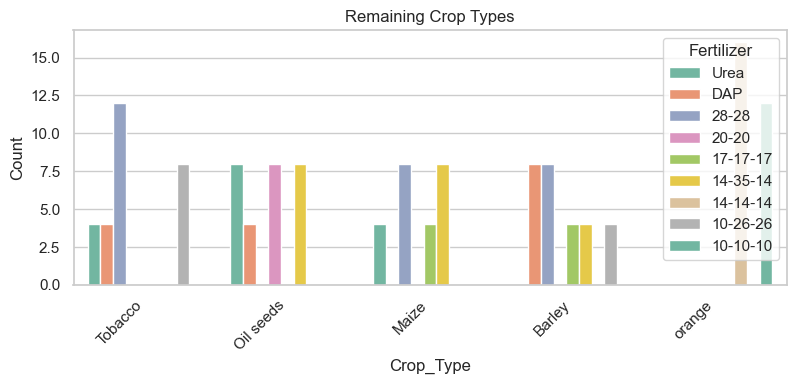 Remaining Crop Types
Fertilizer
Urea
DAP
28-28
20-20
17-17-17
14-35-14
14-14-14
10-26-26
10-10-10
15.0
12.5
10.0
7.5
5.0
2.5
0.0
Count
Tobacco
Oil seeds
Maize
Barley
orange
Crop_Type